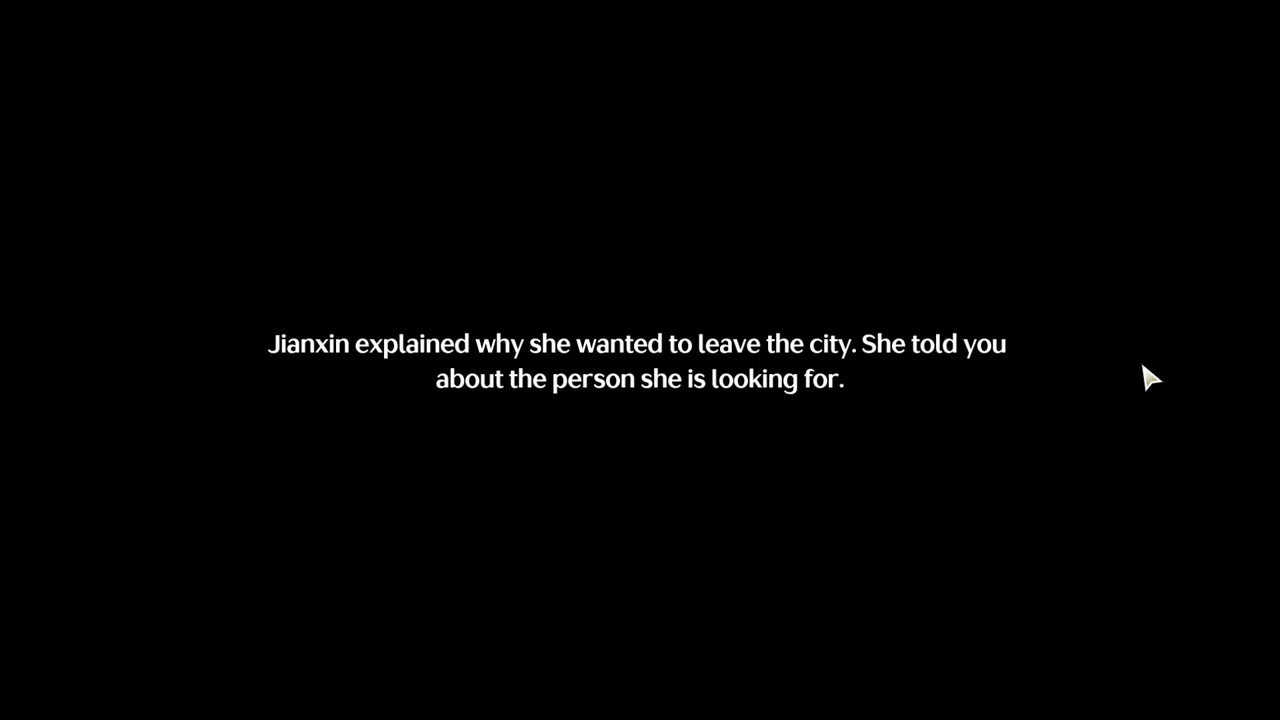 Jianxin explained why she wanted to leave the city. She told you
about the person she is looking for.